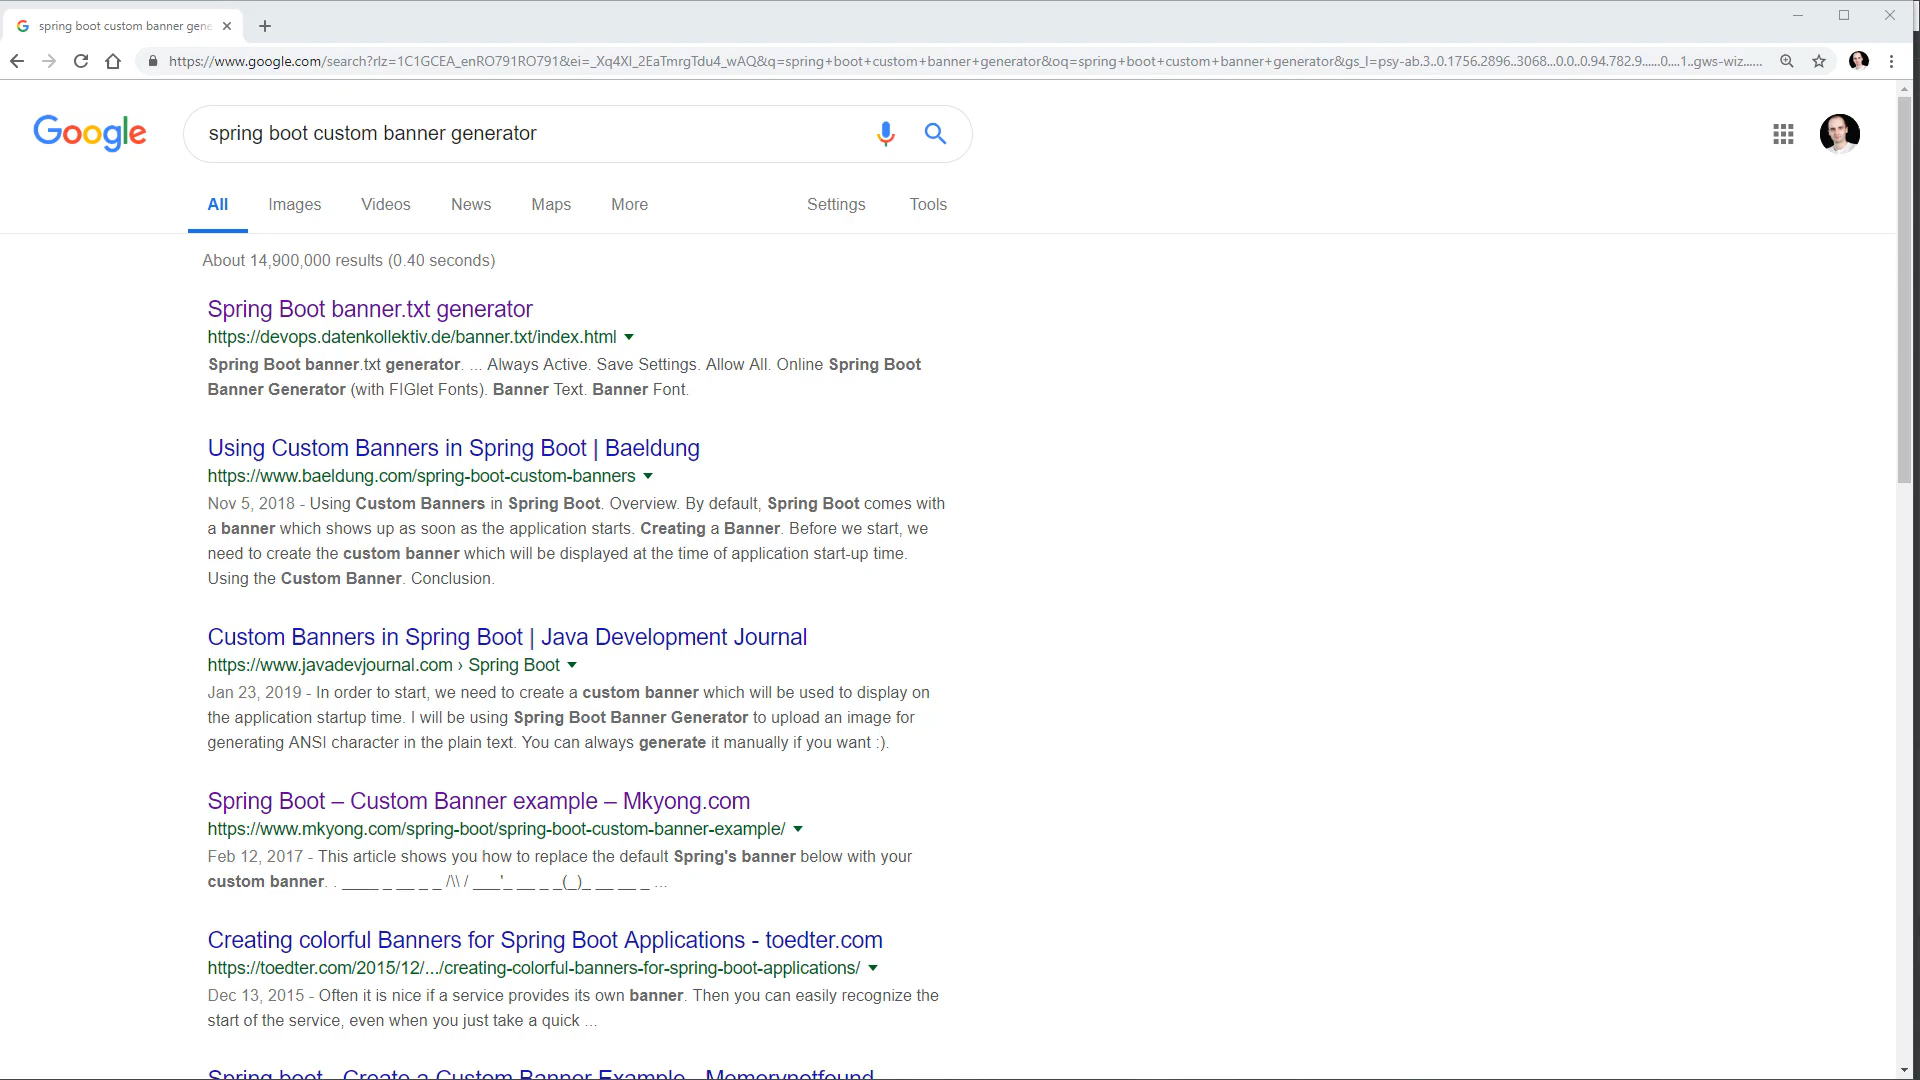 spring boot custom banner gene
https://www.google.com/search?rlz=1C1GCEA_enRO791RO791&ei=_Xq4XI_2EaTmrgTdu4_wAQ&q=spring+boot+custom+banner+generator&oq=spring+boot+custom+banner+generator&gs_l=psy-ab.3..0.1756.2896..3068...0.0..0.94.782.9......0....1..gws-wiz......
Google
spring boot custom banner generator
All Images Videos News Maps More Settings Tools
About 14,900,000 results (0.40 seconds)
Spring Boot banner.txt generator
https://devops.datenkollektiv.de/banner.txt/index.html
Spring Boot banner.txt generator. ... Always Active. Save Settings. Allow All. Online Spring Boot
Banner Generator (with FIGlet Fonts). Banner Text. Banner Font.
Using Custom Banners in Spring Boot | Baeldung
https://www.baeldung.com/spring-boot-custom-banners
Nov 5, 2018 - Using Custom Banners in Spring Boot. Overview. By default, Spring Boot comes with
a banner which shows up as soon as the application starts. Creating a Banner. Before we start, we
need to create the custom banner which will be displayed at the time of application start-up time.
Using the Custom Banner. Conclusion.
Custom Banners in Spring Boot | Java Development Journal
https://www.javadevjournal.com › Spring Boot
Jan 23, 2019 - In order to start, we need to create a custom banner which will be used to display on
the application startup time. I will be using Spring Boot Banner Generator to upload an image for
generating ANSI character in the plain text. You can always generate it manually if you want :).
Spring Boot – Custom Banner example – Mkyong.com
https://www.mkyong.com/spring-boot/spring-boot-custom-banner-example/
Feb 12, 2017 - This article shows you how to replace the default Spring's banner below with your
custom banner. . ____ _ __ _ _ /\\ / ___'_ __ _ _(_)_ __ __ _ ...
Creating colorful Banners for Spring Boot Applications - toedter.com
https://toedter.com/2015/12/.../creating-colorful-banners-for-spring-boot-applications/
Dec 13, 2015 - Often it is nice if a service provides its own banner. Then you can easily recognize the
start of the service, even when you just take a quick ...
Spring boot - Create a Custom Banner Example - Memorynotfound